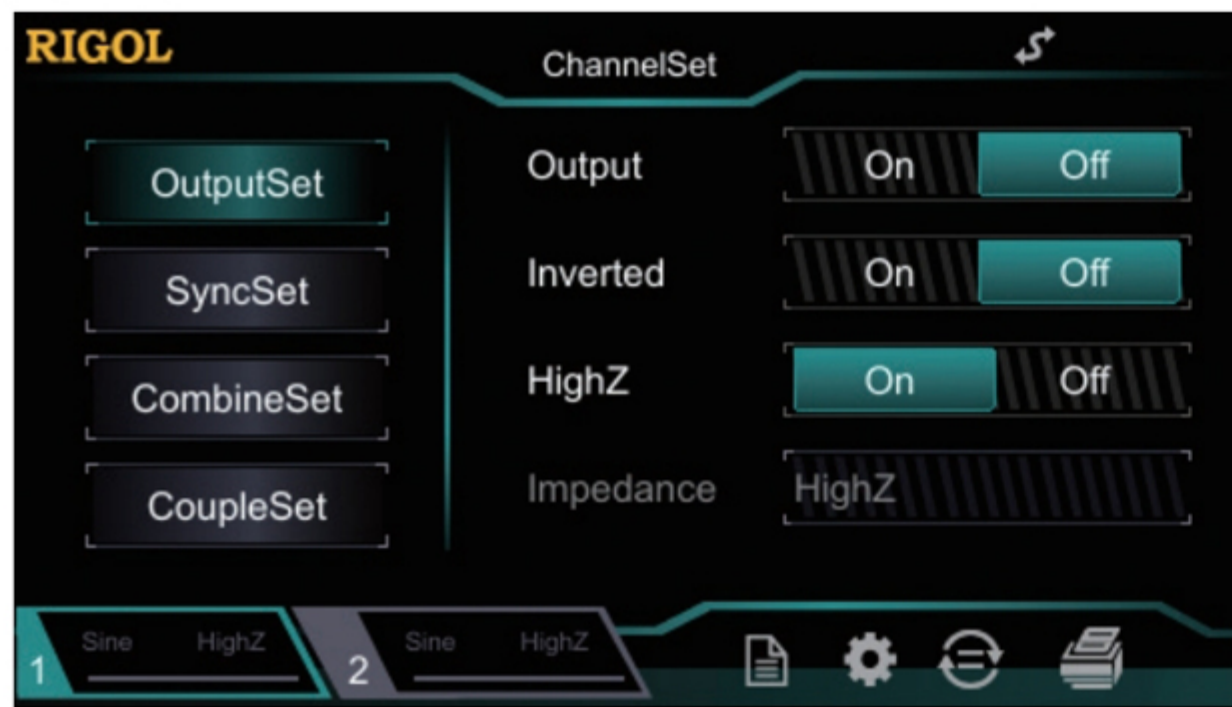 RIGOL
ChannelSet
OutputSet
SyncSet
CombineSet
CoupleSet
Output On Off
Inverted On Off
HighZ On Off
Impedance HighZ
1 Sine HighZ
2 Sine HighZ